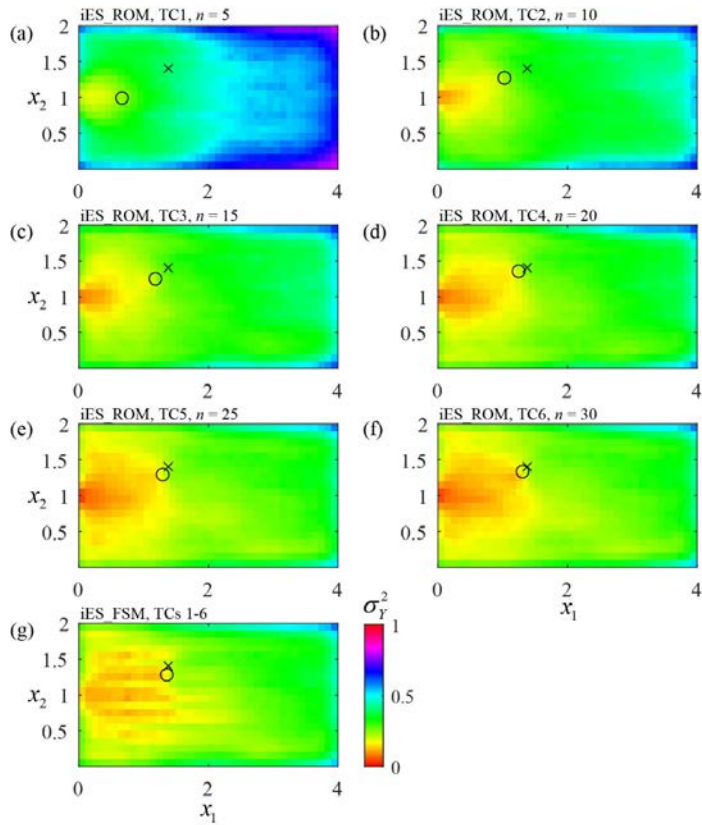 (a) iES_ROM, TC1, n = 5
(b) iES_ROM, TC2, n = 10
2
1.5
x₂ 1
0.5
0 2 4
2
1.5
1
0.5
0 2 4
(c) iES_ROM, TC3, n = 15
(d) iES_ROM, TC4, n = 20
2
1.5
x₂ 1
0.5
0 2 4
2
1.5
1
0.5
0 2 4
(e) iES_ROM, TC5, n = 25
(f) iES_ROM, TC6, n = 30
2
1.5
x₂ 1
0.5
0 2 4
2
1.5
1
0.5
0 2 4
x₁
(g) iES_FSM, TCs 1-6
2
1.5
x₂ 1
0.5
0 2 4
x₁
σ_Y^2
1
0.5
0